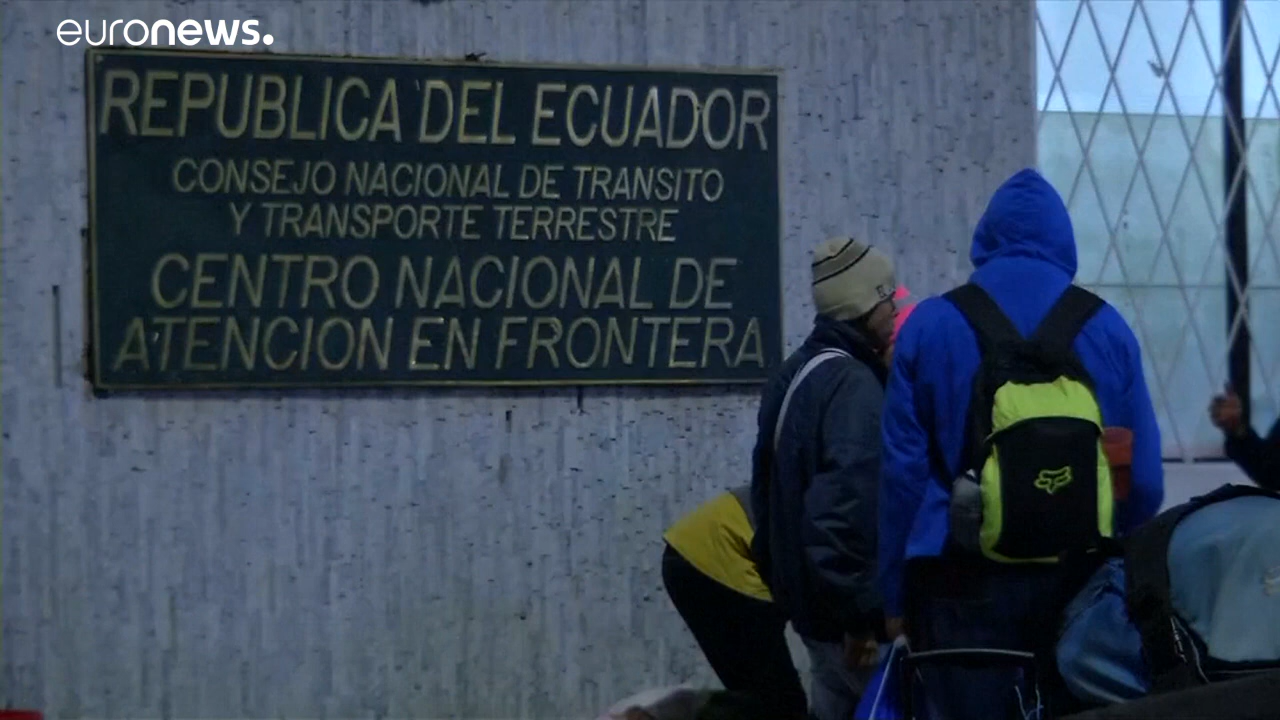 euronews.
REPUBLICA DEL ECUADOR
CONSEJO NACIONAL DE TRANSITO
Y TRANSPORTE TERRESTRE
CENTRO NACIONAL DE
ATENCION EN FRONTERA